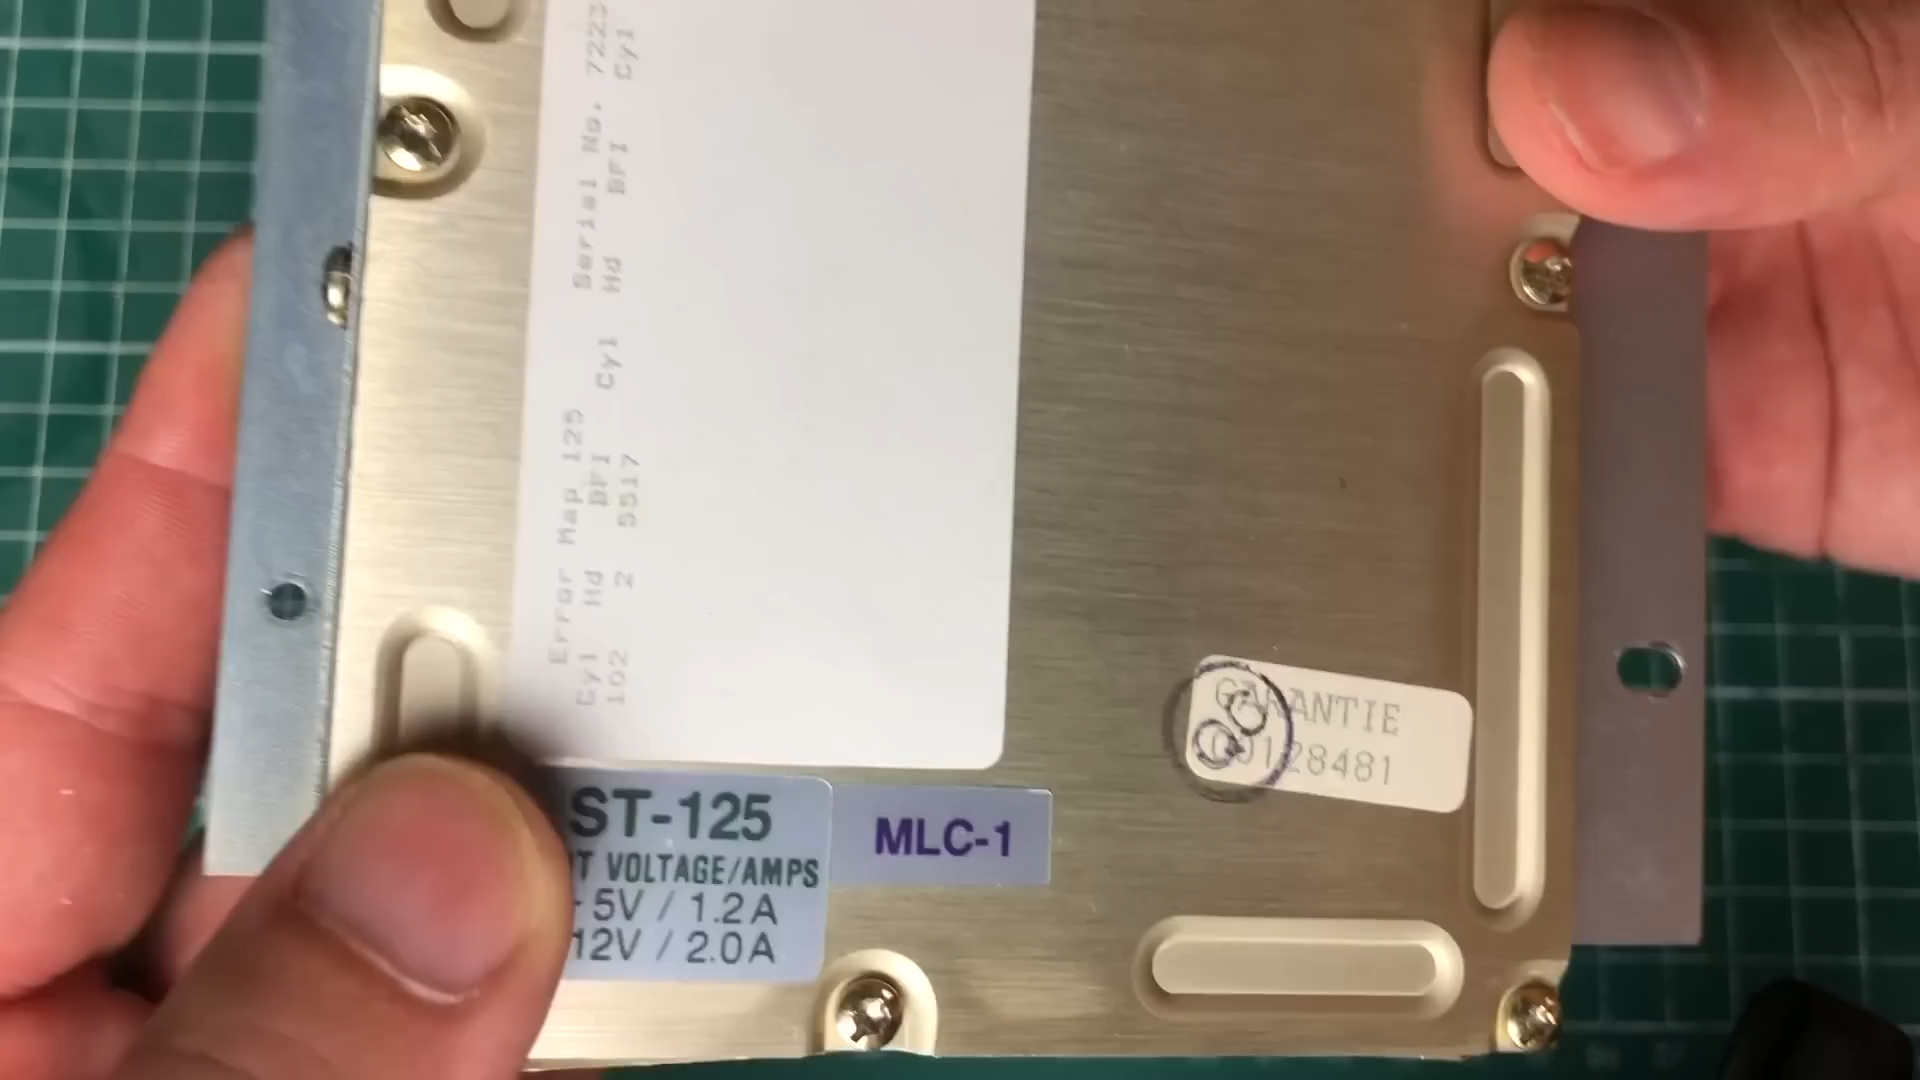 Error Map 125 Serial No. 7223
Cyl Hd BFI Cyl Hd BFI Cyl
102 2 5517
GARANTIE
00128481
ST-125
T VOLTAGE/AMPS
5V / 1.2A
12V / 2.0A
MLC-1